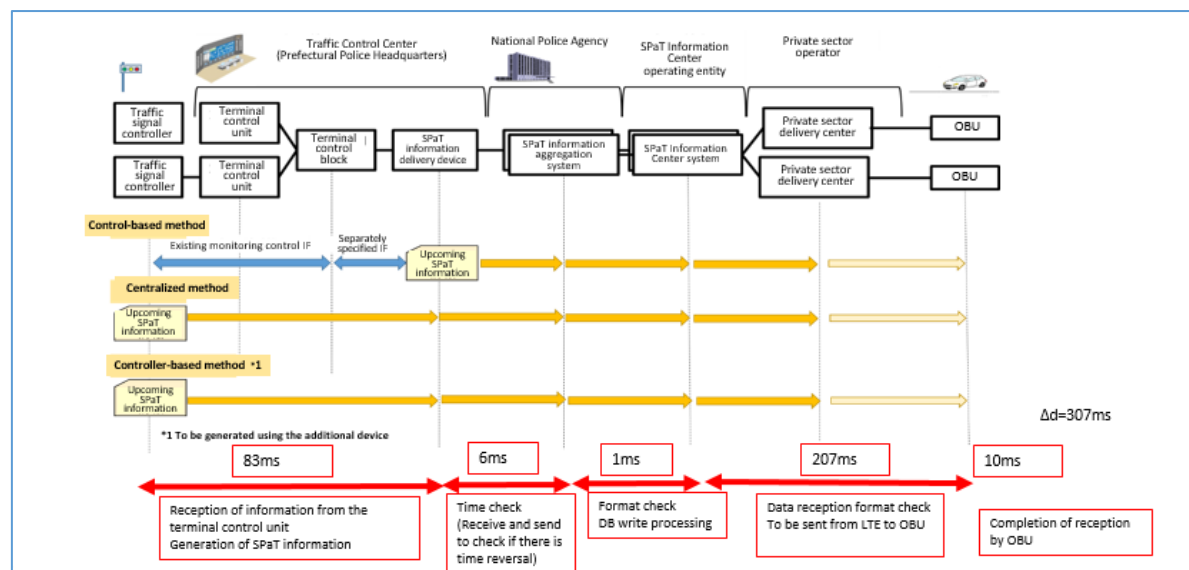 Traffic Control Center
(Prefectural Police Headquarters)
National Police Agency
SPaT Information
Center
operating entity
Private sector
operator
Traffic
signal
controller
Terminal
control
unit
Terminal
control
block
SPaT
information
delivery device
SPaT information
aggregation
system
SPaT Information
Center system
Private sector
delivery center
OBU
Traffic
signal
controller
Terminal
control
unit
Private sector
delivery center
OBU
Control-based method
Existing monitoring control IF
Separately
specified IF
Upcoming
SPaT
information
Centralized method
Upcoming
SPaT
information
Controller-based method *1
Upcoming
SPaT
information
Δd=307ms
*1 To be generated using the additional device
83ms
6ms
1ms
207ms
10ms
Reception of information from the
terminal control unit
Generation of SPaT information
Time check
(Receive and send
to check if there is
time reversal)
Format check
DB write processing
Data reception format check
To be sent from LTE to OBU
Completion of reception
by OBU